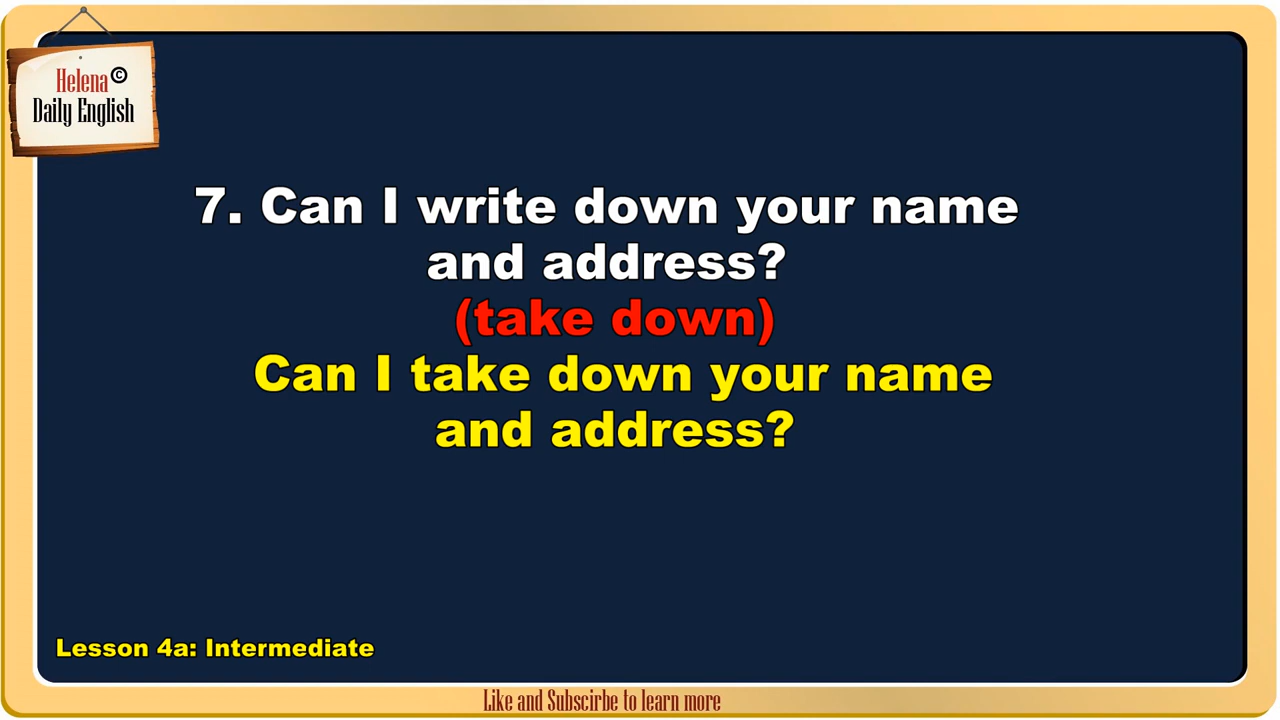 Helena ©
Daily English
7. Can I write down your name
and address?
(take down)
Can I take down your name
and address?
Lesson 4a: Intermediate
Like and Subscirbe to learn more